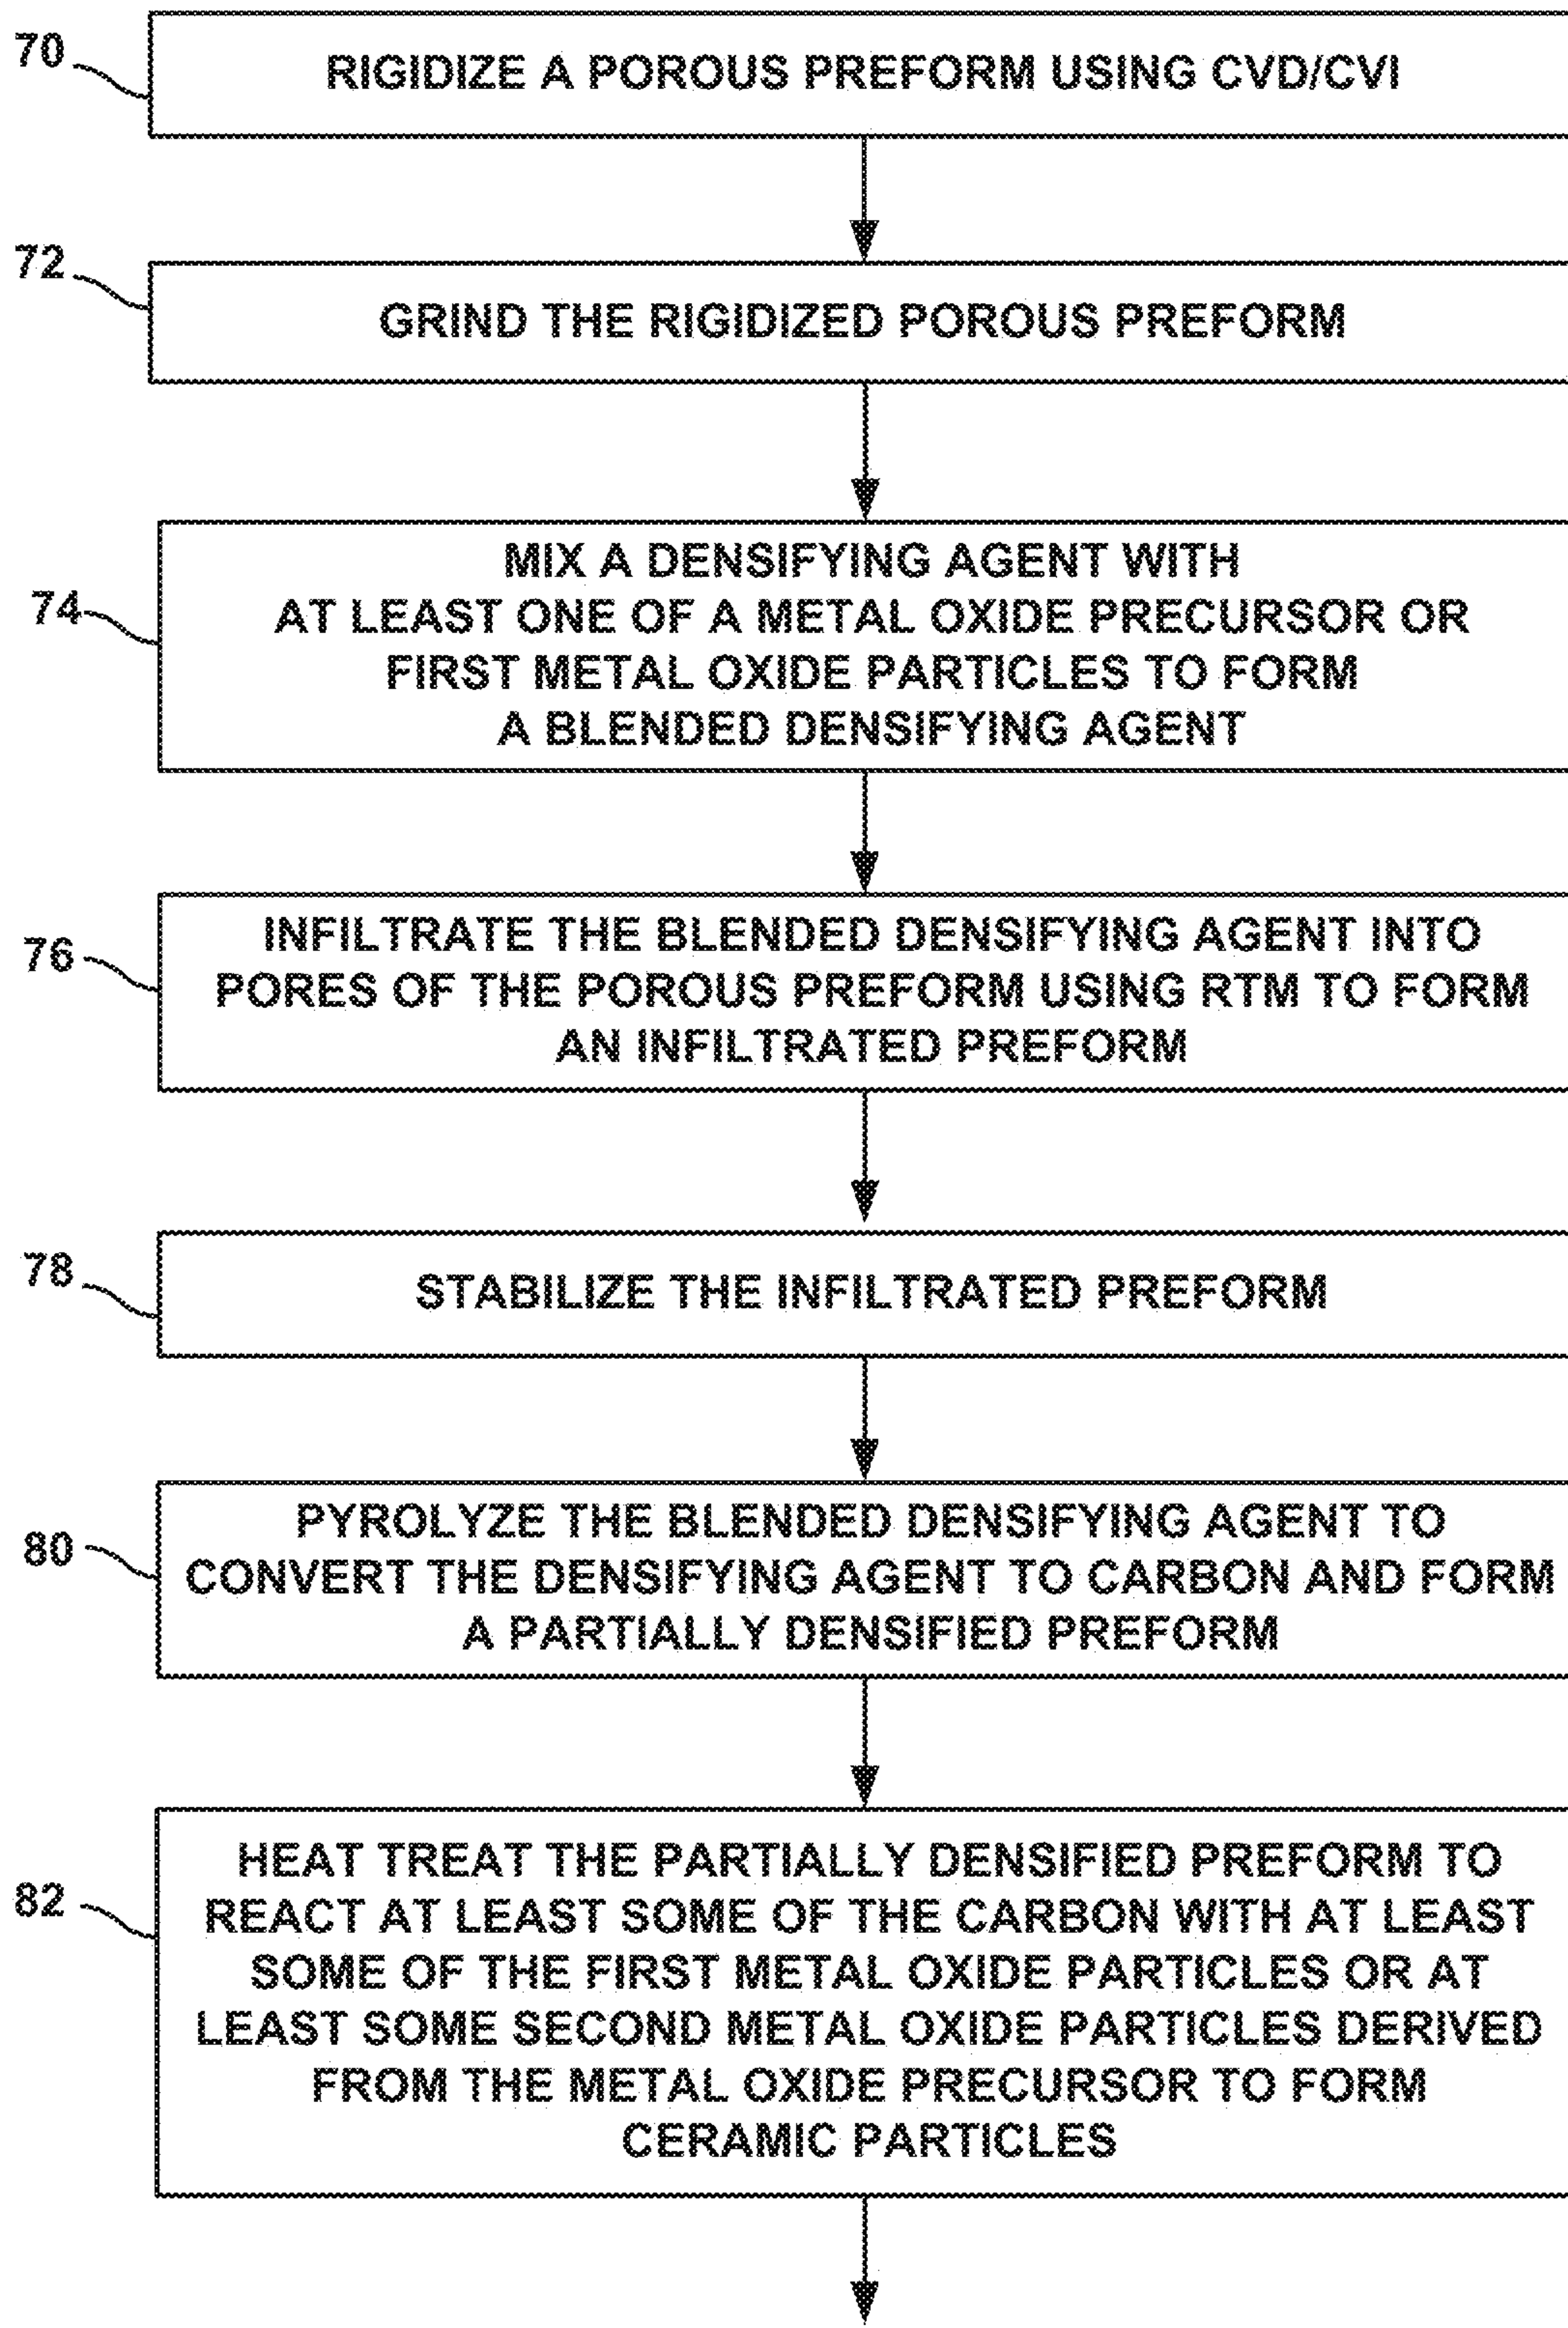 70
RIGIDIZE A POROUS PREFORM USING CVD/CVI
72
GRIND THE RIGIDIZED POROUS PREFORM
74
MIX A DENSIFYING AGENT WITH
AT LEAST ONE OF A METAL OXIDE PRECURSOR OR
FIRST METAL OXIDE PARTICLES TO FORM
A BLENDED DENSIFYING AGENT
76
INFILTRATE THE BLENDED DENSIFYING AGENT INTO
PORES OF THE POROUS PREFORM USING RTM TO FORM
AN INFILTRATED PREFORM
78
STABILIZE THE INFILTRATED PREFORM
80
PYROLYZE THE BLENDED DENSIFYING AGENT TO
CONVERT THE DENSIFYING AGENT TO CARBON AND FORM
A PARTIALLY DENSIFIED PREFORM
82
HEAT TREAT THE PARTIALLY DENSIFIED PREFORM TO
REACT AT LEAST SOME OF THE CARBON WITH AT LEAST
SOME OF THE FIRST METAL OXIDE PARTICLES OR AT
LEAST SOME SECOND METAL OXIDE PARTICLES DERIVED
FROM THE METAL OXIDE PRECURSOR TO FORM
CERAMIC PARTICLES